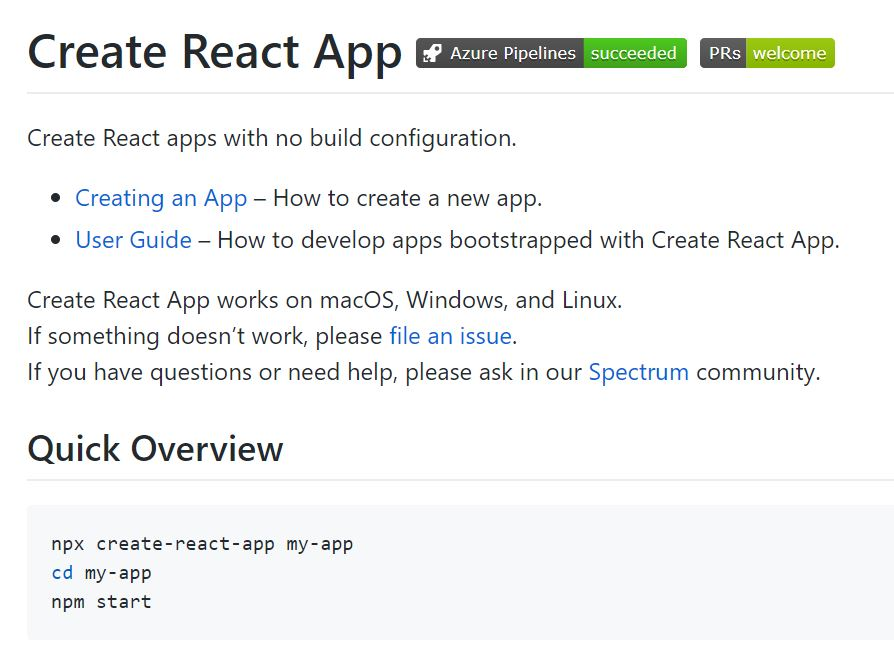 Create React App Azure Pipelines succeeded PRs welcome
Create React apps with no build configuration.
• Creating an App – How to create a new app.
• User Guide – How to develop apps bootstrapped with Create React App.
Create React App works on macOS, Windows, and Linux.
If something doesn’t work, please file an issue.
If you have questions or need help, please ask in our Spectrum community.
Quick Overview
npx create-react-app my-app
cd my-app
npm start